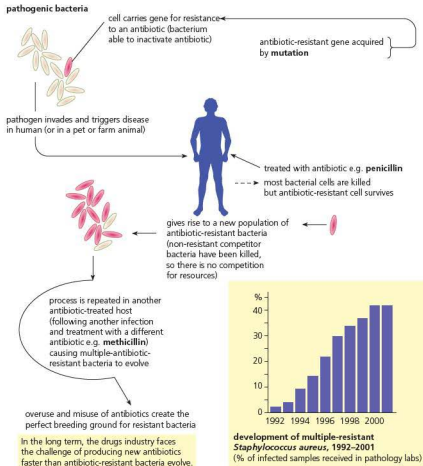 pathogenic bacteria
cell carries gene for resistance
to an antibiotic (bacterium
able to inactivate antibiotic)
antibiotic-resistant gene acquired
by mutation
pathogen invades and triggers disease
in human (or in a pet or farm animal)
treated with antibiotic e.g. penicillin
most bacterial cells are killed
but antibiotic-resistant cell survives
gives rise to a new population of
antibiotic-resistant bacteria
(non-resistant competitor
bacteria have been killed,
so there is no competition
for resources)
process is repeated in another
antibiotic-treated host
(following another infection
and treatment with a different
antibiotic e.g. methicillin)
causing multiple-antibiotic-
resistant bacteria to evolve
overuse and misuse of antibiotics create the
perfect breeding ground for resistant bacteria
In the long term, the drugs industry faces
the challenge of producing new antibiotics
faster than antibiotic-resistant bacteria evolve.
%
40
30
20
10
0
1992 1994 1996 1998 2000
development of multiple-resistant
Staphylococcus aureus, 1992–2001
(% of infected samples received in pathology labs)